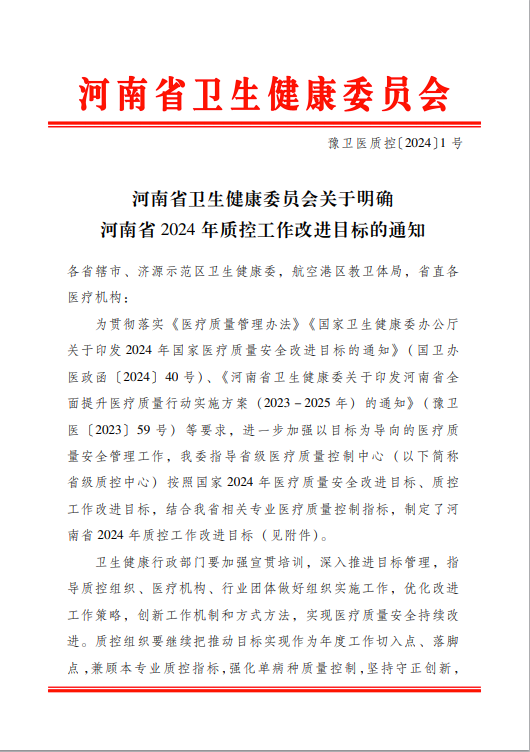 河南省卫生健康委员会
豫卫医质控〔2024〕1 号
河南省卫生健康委员会关于明确
河南省 2024 年质控工作改进目标的通知
各省辖市、济源示范区卫生健康委，航空港区教卫体局，省直各
医疗机构：
为贯彻落实《医疗质量管理办法》《国家卫生健康委办公厅
关于印发 2024 年国家医疗质量安全改进目标的通知》（国卫办
医政函〔2024〕40 号）、《河南省卫生健康委关于印发河南省全
面提升医疗质量行动实施方案（2023－2025 年）的通知》（豫卫
医〔2023〕59 号）等要求，进一步加强以目标为导向的医疗质
量安全管理工作，我委指导省级医疗质量控制中心（以下简称
省级质控中心）按照国家 2024 年医疗质量安全改进目标、质控
工作改进目标，结合我省相关专业医疗质量控制指标，制定了河
南省 2024 年质控工作改进目标（见附件）。
卫生健康行政部门要加强宣贯培训，深入推进目标管理，指
导质控组织、医疗机构、行业团体做好组织实施工作，优化改进
工作策略，创新工作机制和方式方法，实现医疗质量安全持续改
进。质控组织要继续把推动目标实现作为年度工作切入点、落脚
点，兼顾本专业质控指标，强化单病种质量控制，坚持守正创新，